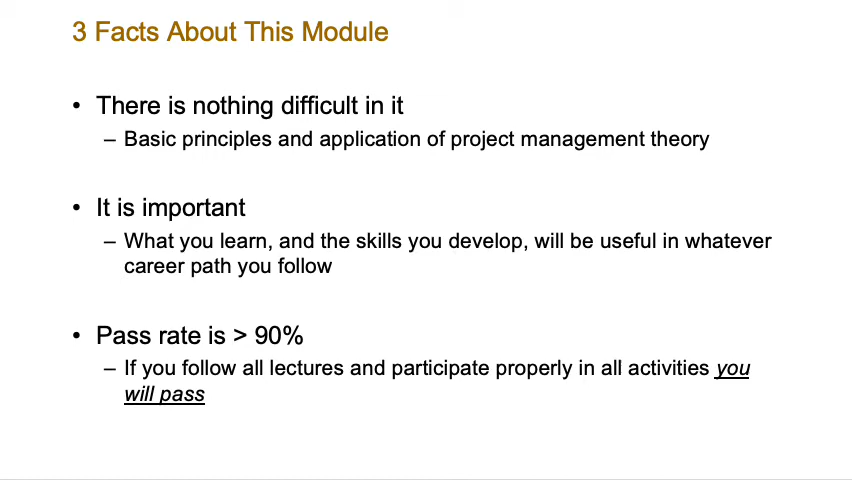 3 Facts About This Module
• There is nothing difficult in it
– Basic principles and application of project management theory
• It is important
– What you learn, and the skills you develop, will be useful in whatever
career path you follow
• Pass rate is > 90%
– If you follow all lectures and participate properly in all activities you
will pass